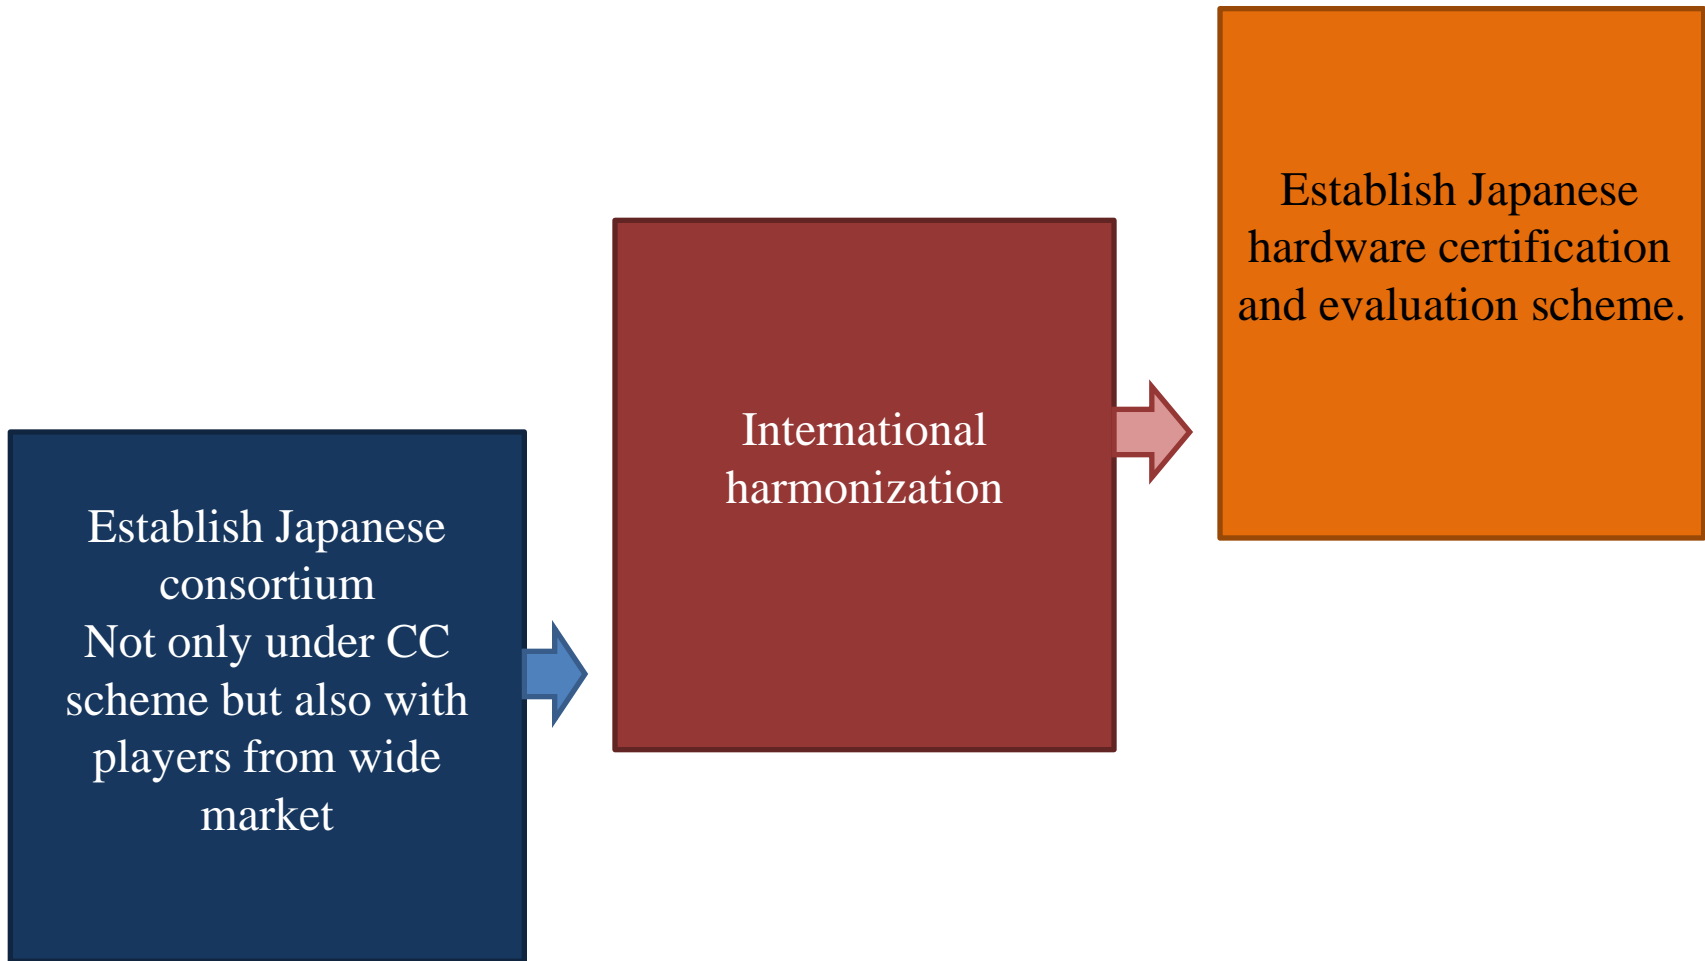 Establish Japanese
consortium
Not only under CC
scheme but also with
players from wide
market
International
harmonization
Establish Japanese
hardware certification
and evaluation scheme.